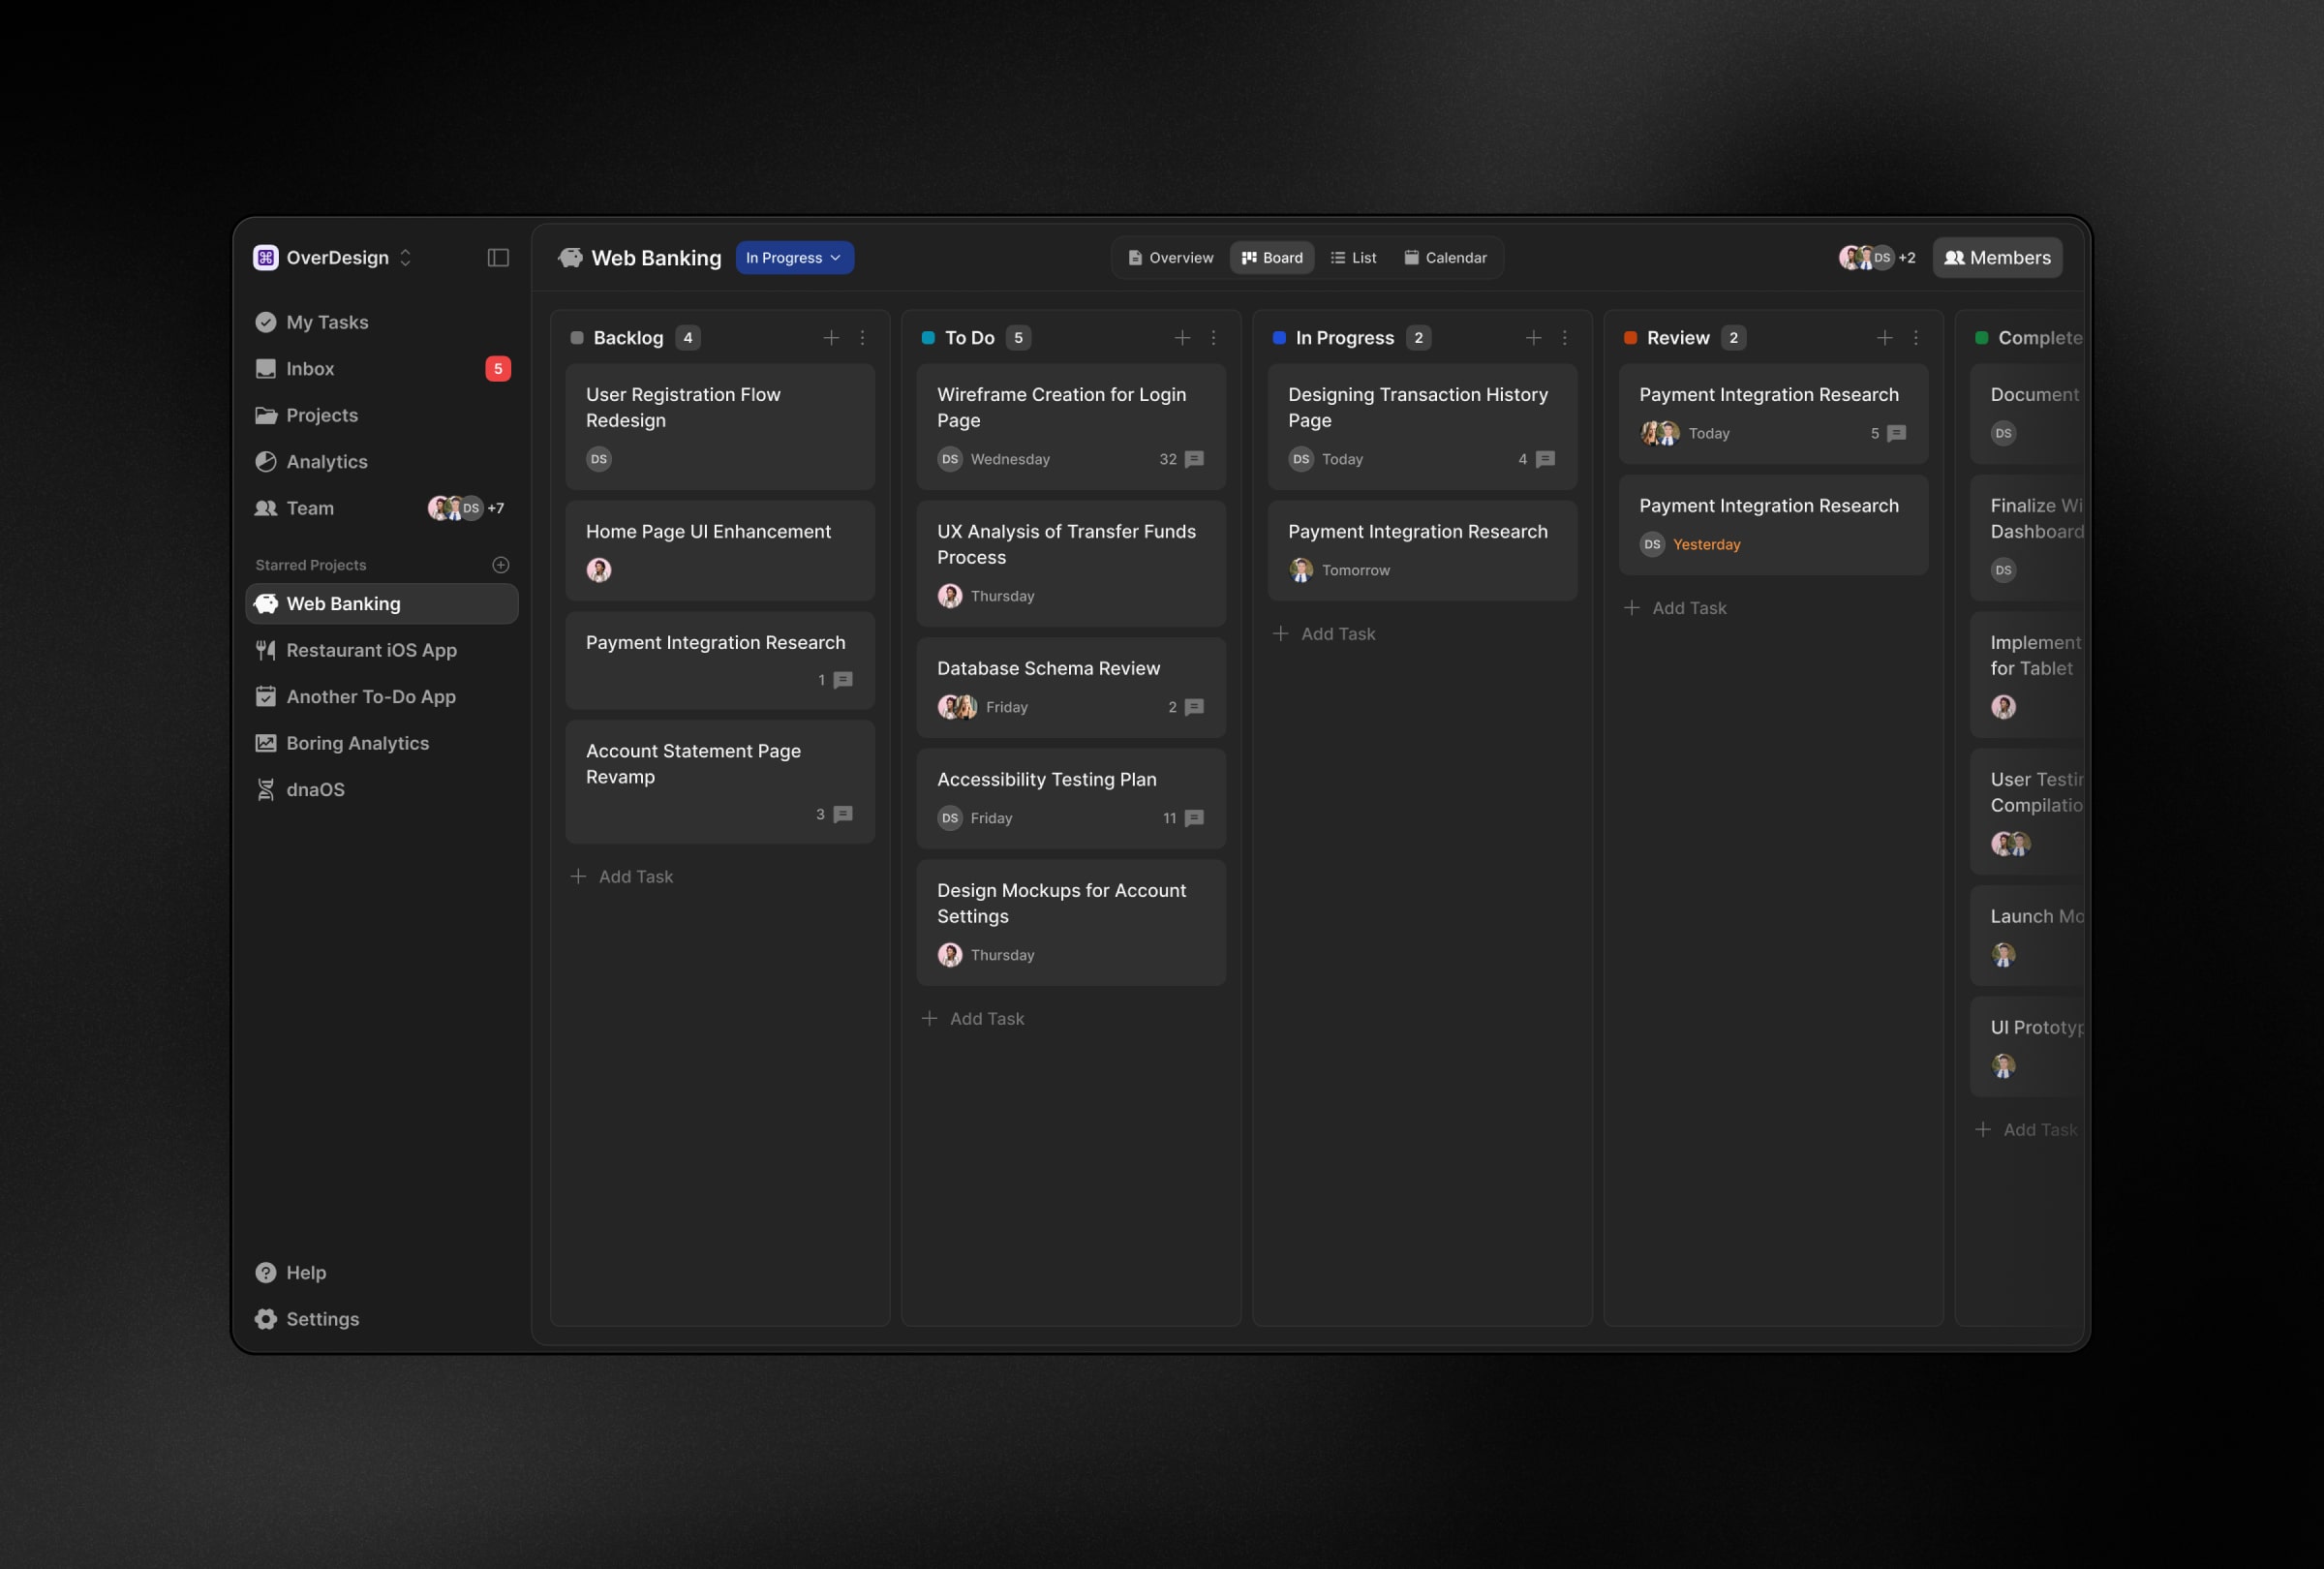 OverDesign
My Tasks
Inbox
5
Projects
Analytics
Team
DS
+7
Starred Projects
Web Banking
Restaurant iOS App
Another To-Do App
Boring Analytics
dnaOS
Help
Settings
Web Banking
In Progress
Overview
Board
List
Calendar
DS
+2
Members
Backlog
4
User Registration Flow
Redesign
DS
Home Page UI Enhancement
Payment Integration Research
1
Account Statement Page
Revamp
3
Add Task
To Do
5
Wireframe Creation for Login
Page
DS
Wednesday
32
UX Analysis of Transfer Funds
Process
Thursday
Database Schema Review
Friday
2
Accessibility Testing Plan
DS
Friday
11
Design Mockups for Account
Settings
Thursday
Add Task
In Progress
2
Designing Transaction History
Page
DS
Today
4
Payment Integration Research
Tomorrow
Add Task
Review
2
Payment Integration Research
Today
5
Payment Integration Research
DS
Yesterday
Add Task
Complete
Document
DS
Finalize Wi
Dashboard
DS
Implement
for Tablet
User Testin
Compilatio
Launch Mo
UI Prototyp
Add Task